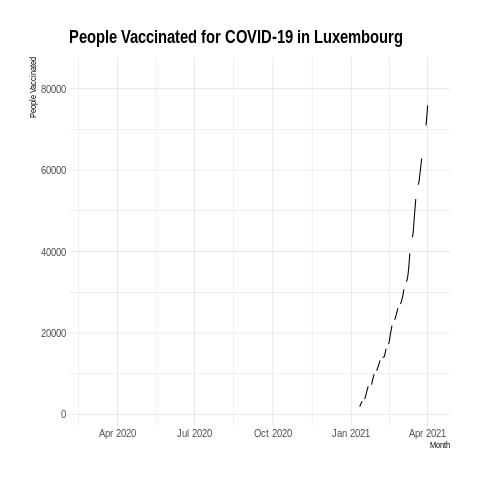 People Vaccinated for COVID-19 in Luxembourg
People Vaccinated
80000
60000
40000
20000
0
Apr 2020 Jul 2020 Oct 2020 Jan 2021 Apr 2021
Month